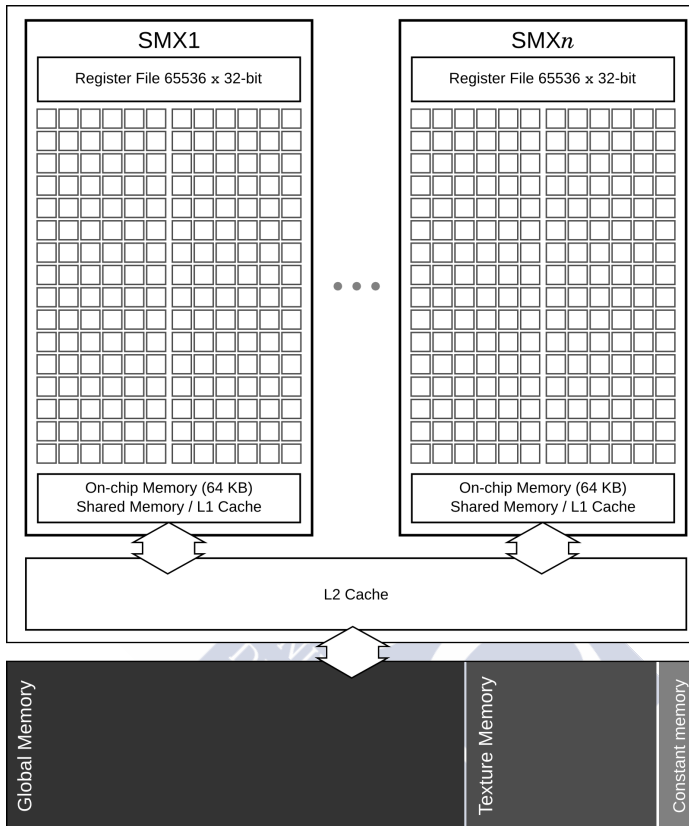 SMX1
Register File 65536 x 32-bit
On-chip Memory (64 KB)
Shared Memory / L1 Cache
SMXn
Register File 65536 x 32-bit
On-chip Memory (64 KB)
Shared Memory / L1 Cache
L2 Cache
Global Memory
Texture Memory
Constant memory